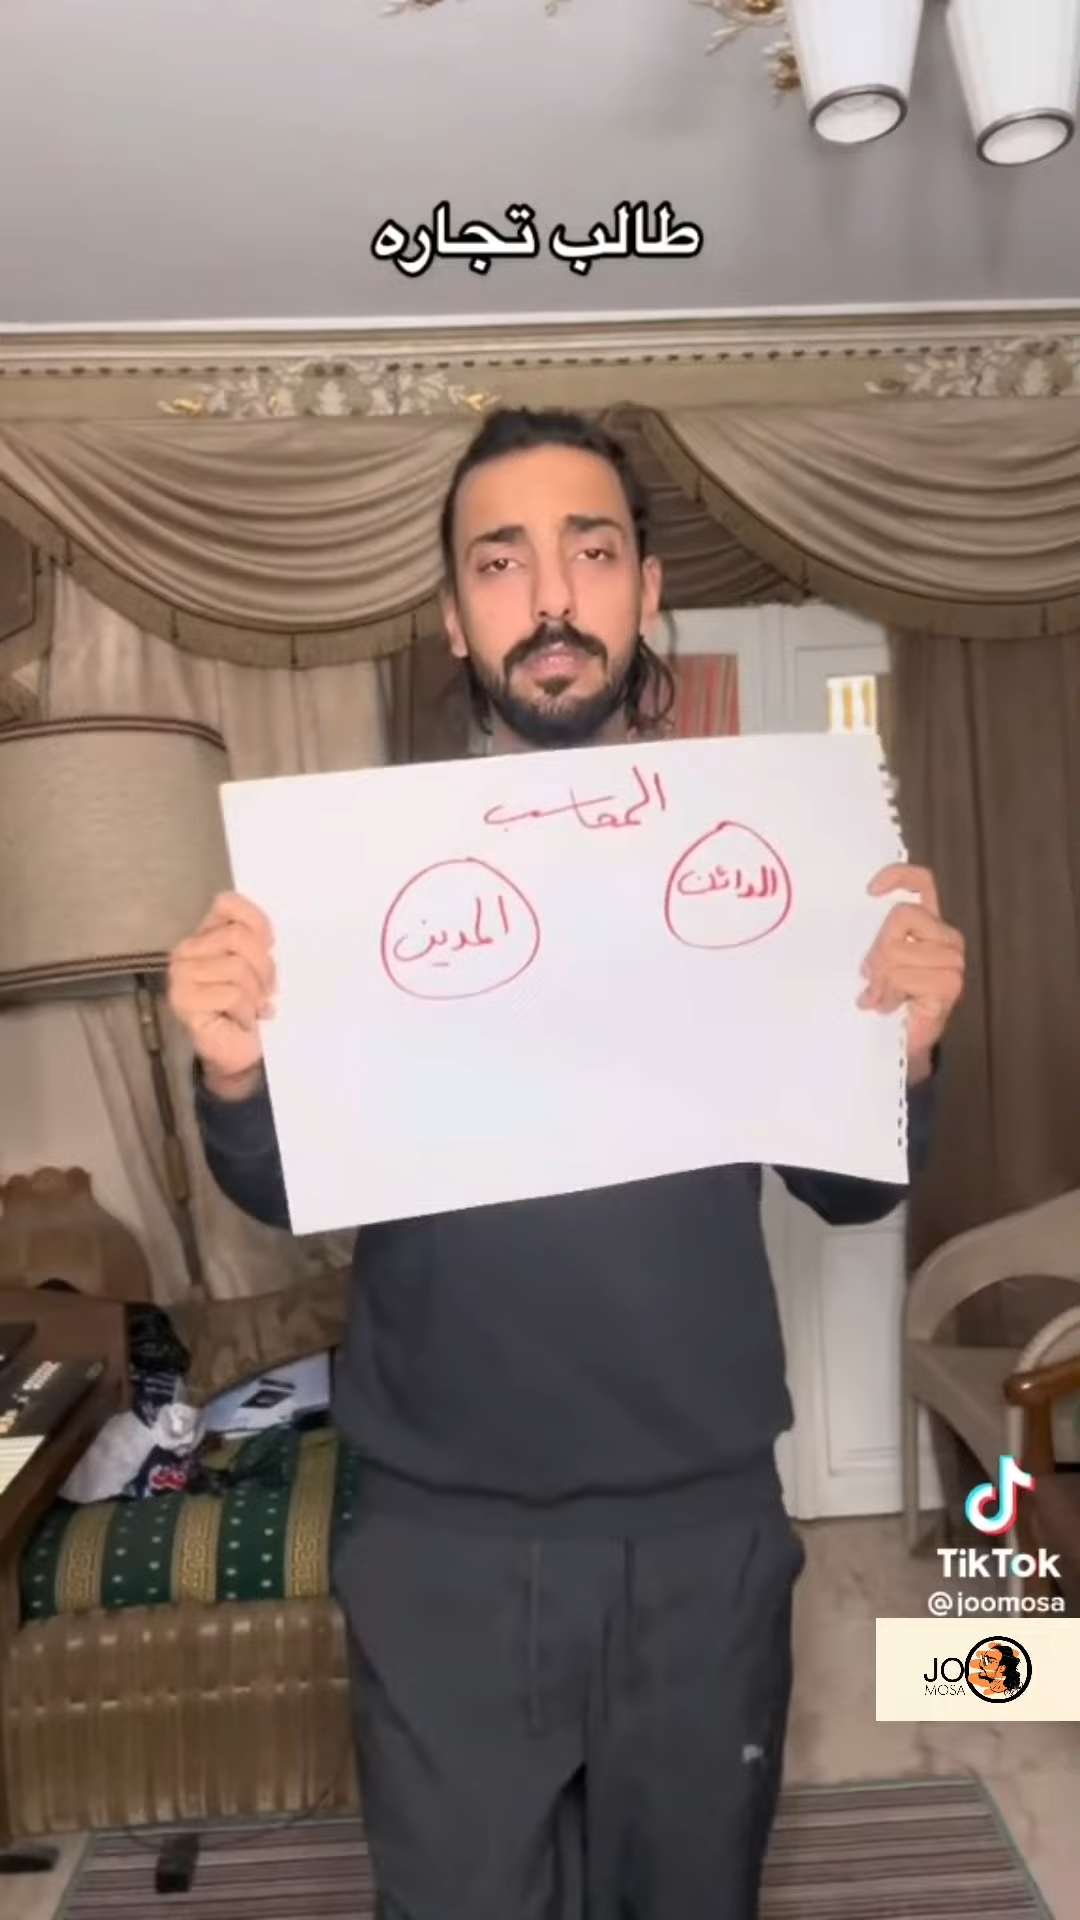 طالب تجاره
المحاسب
الدائن
المدين
TikTok
@joomosa
JO
MOSA